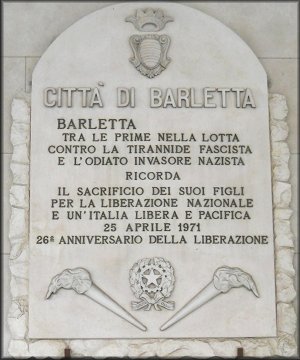 CITTÀ DI BARLETTA
BARLETTA
TRA LE PRIME NELLA LOTTA
CONTRO LA TIRANNIDE FASCISTA
E L'ODIATO INVASORE NAZISTA
RICORDA
IL SACRIFICIO DEI SUOI FIGLI
PER LA LIBERAZIONE NAZIONALE
E UN'ITALIA LIBERA E PACIFICA
25 APRILE 1971
26º ANNIVERSARIO DELLA LIBERAZIONE